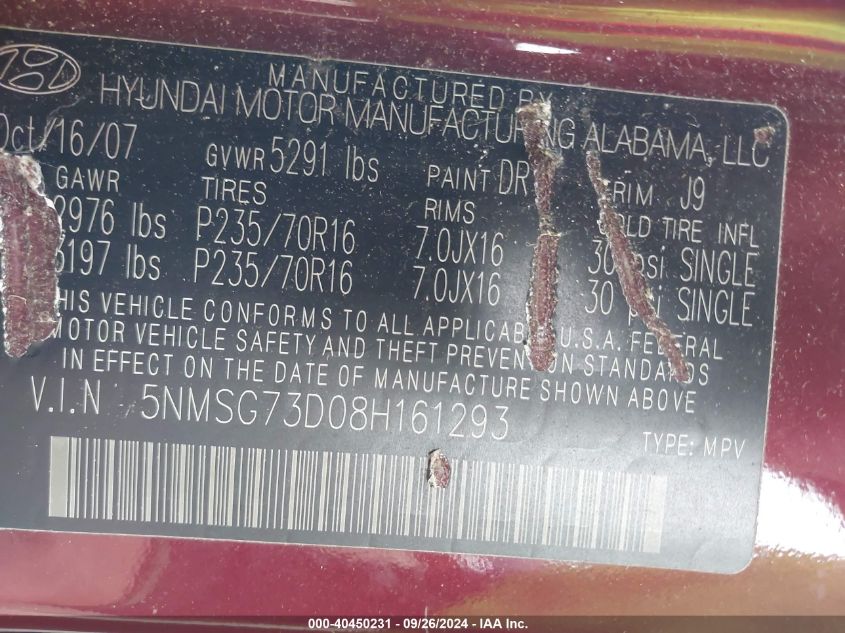 MANUFACTURED BY
HYUNDAI MOTOR MANUFACTURING ALABAMA, LLC
Oct/16/07 GVWR 5291 lbs PAINT DR TRIM J9
GAWR TIRES RIMS COLD TIRE INFL
2976 lbs P235/70R16 7.0JX16 30 psi SINGLE
3197 lbs P235/70R16 7.0JX16 30 psi SINGLE
THIS VEHICLE CONFORMS TO ALL APPLICABLE U.S.A. FEDERAL
MOTOR VEHICLE SAFETY AND THEFT PREVENTION STANDARDS
IN EFFECT ON THE DATE OF MANUFACTURE SHOWN ABOVE
V.I.N 5NMSG73D08H161293
TYPE: MPV
000-40450231 - 09/26/2024 - IAA Inc.